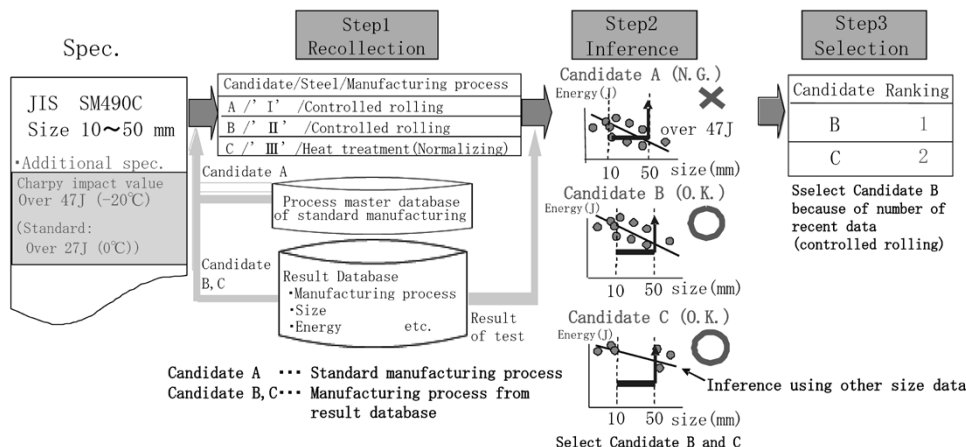 Spec.
JIS SM490C
Size 10～50 mm
・Additional spec.
Charpy impact value
Over 47J (-20℃)
(Standard:
Over 27J (0℃))
Step1
Recollection
Candidate/Steel/Manufacturing process
A /' Ⅰ' /Controlled rolling
B /' Ⅱ' /Controlled rolling
C /' Ⅲ' /Heat treatment(Normalizing)
Candidate A
Process master database
of standard manufacturing
Candidate
B,C
Result Database
・Manufacturing process
・Size
・Energy etc.
Result
of test
Candidate A ・・・ Standard manufacturing process
Candidate B,C・・・ Manufacturing process from
result database
Step2
Inference
Candidate A (N.G.)
Energy(J)
over 47J
10 50 size(mm)
Candidate B (O.K.)
Energy(J)
10 50 size(mm)
Candidate C (O.K.)
Energy(J)
Inference using other size data
10 50 size(mm)
Select Candidate B and C
Step3
Selection
Candidate Ranking
B 1
C 2
Sselect Candidate B
because of number of
recent data
(controlled rolling)